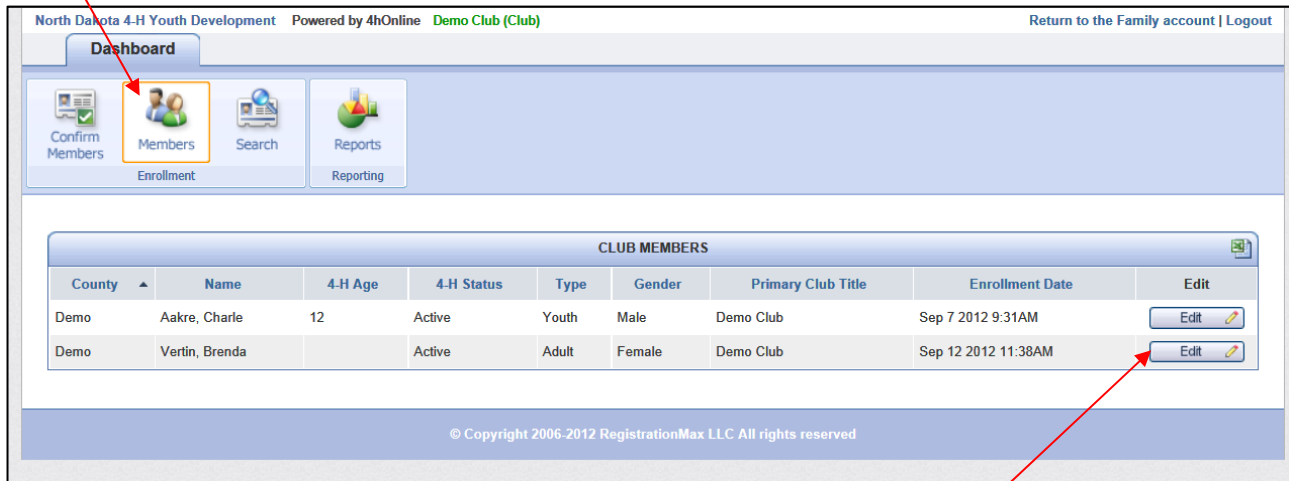 North Dakota 4-H Youth Development Powered by 4hOnline Demo Club (Club) Return to the Family account | Logout
Dashboard
Confirm Members Members Search Reports
Enrollment Reporting
CLUB MEMBERS
County Name 4-H Age 4-H Status Type Gender Primary Club Title Enrollment Date Edit
Demo Aakre, Charle 12 Active Youth Male Demo Club Sep 7 2012 9:31AM Edit
Demo Vertin, Brenda Active Adult Female Demo Club Sep 12 2012 11:38AM Edit
© Copyright 2006-2012 RegistrationMax LLC All rights reserved